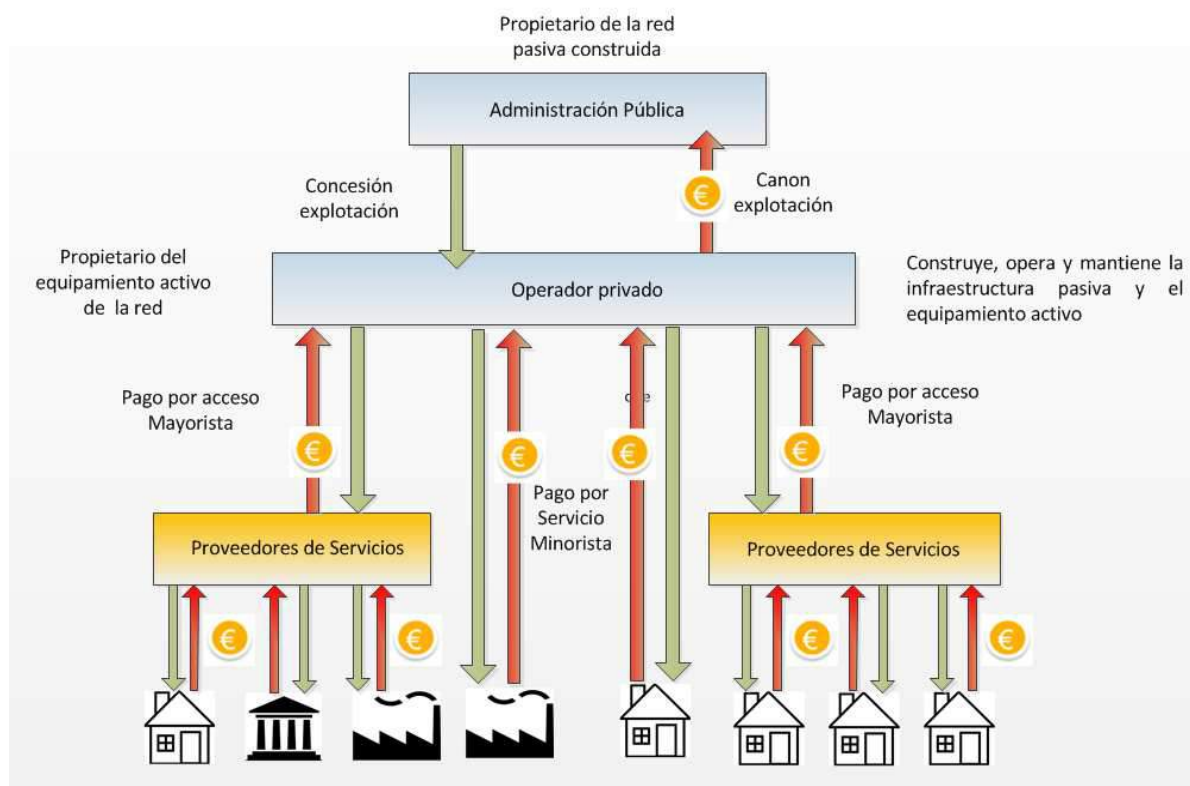 Propietario de la red
pasiva construida
Administración Pública
Concesión
explotación
€
Canon
explotación
Propietario del
equipamiento activo
de la red
Operador privado
Construye, opera y mantiene la
infraestructura pasiva y el
equipamiento activo
Pago por acceso
Mayorista
€
€
€
€
Pago por acceso
Mayorista
Pago por
Servicio
Minorista
Proveedores de Servicios
Proveedores de Servicios
€
€
€
€